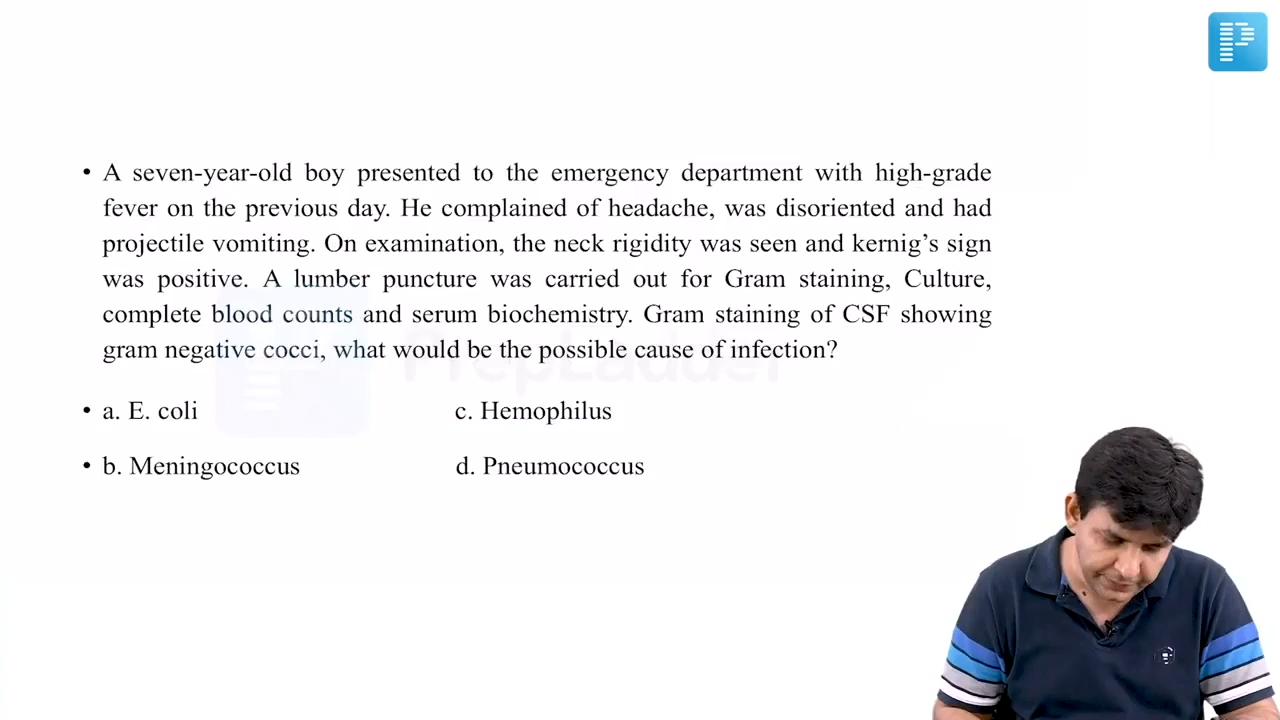 • A seven-year-old boy presented to the emergency department with high-grade
fever on the previous day. He complained of headache, was disoriented and had
projectile vomiting. On examination, the neck rigidity was seen and kernig’s sign
was positive. A lumber puncture was carried out for Gram staining, Culture,
complete blood counts and serum biochemistry. Gram staining of CSF showing
gram negative cocci, what would be the possible cause of infection?
PrepLadder
• a. E. coli c. Hemophilus
• b. Meningococcus d. Pneumococcus